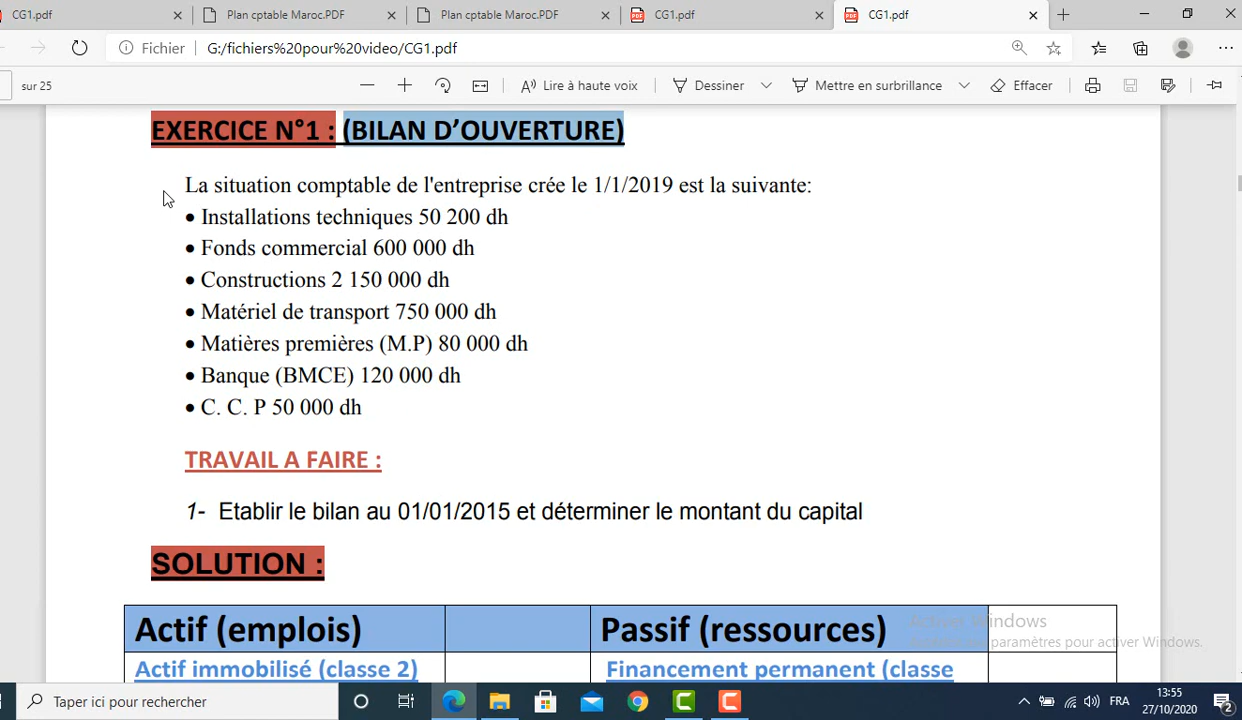 CG1.pdf
Plan cptable Maroc.PDF
Plan cptable Maroc.PDF
CG1.pdf
CG1.pdf
Fichier
G:/fichiers%20pour%20video/CG1.pdf
sur 25
Lire à haute voix
Dessiner
Mettre en surbrillance
Effacer
EXERCICE N°1 : (BILAN D’OUVERTURE)
La situation comptable de l'entreprise crée le 1/1/2019 est la suivante:
• Installations techniques 50 200 dh
• Fonds commercial 600 000 dh
• Constructions 2 150 000 dh
• Matériel de transport 750 000 dh
• Matières premières (M.P) 80 000 dh
• Banque (BMCE) 120 000 dh
• C. C. P 50 000 dh
TRAVAIL A FAIRE :
1- Etablir le bilan au 01/01/2015 et déterminer le montant du capital
SOLUTION :
Actif (emplois)
Passif (ressources)
Activer Windows
paramètres pour activer Windows.
Actif immobilisé (classe 2)
Financement permanent (classe
Taper ici pour rechercher
FRA
13:55
27/10/2020
2